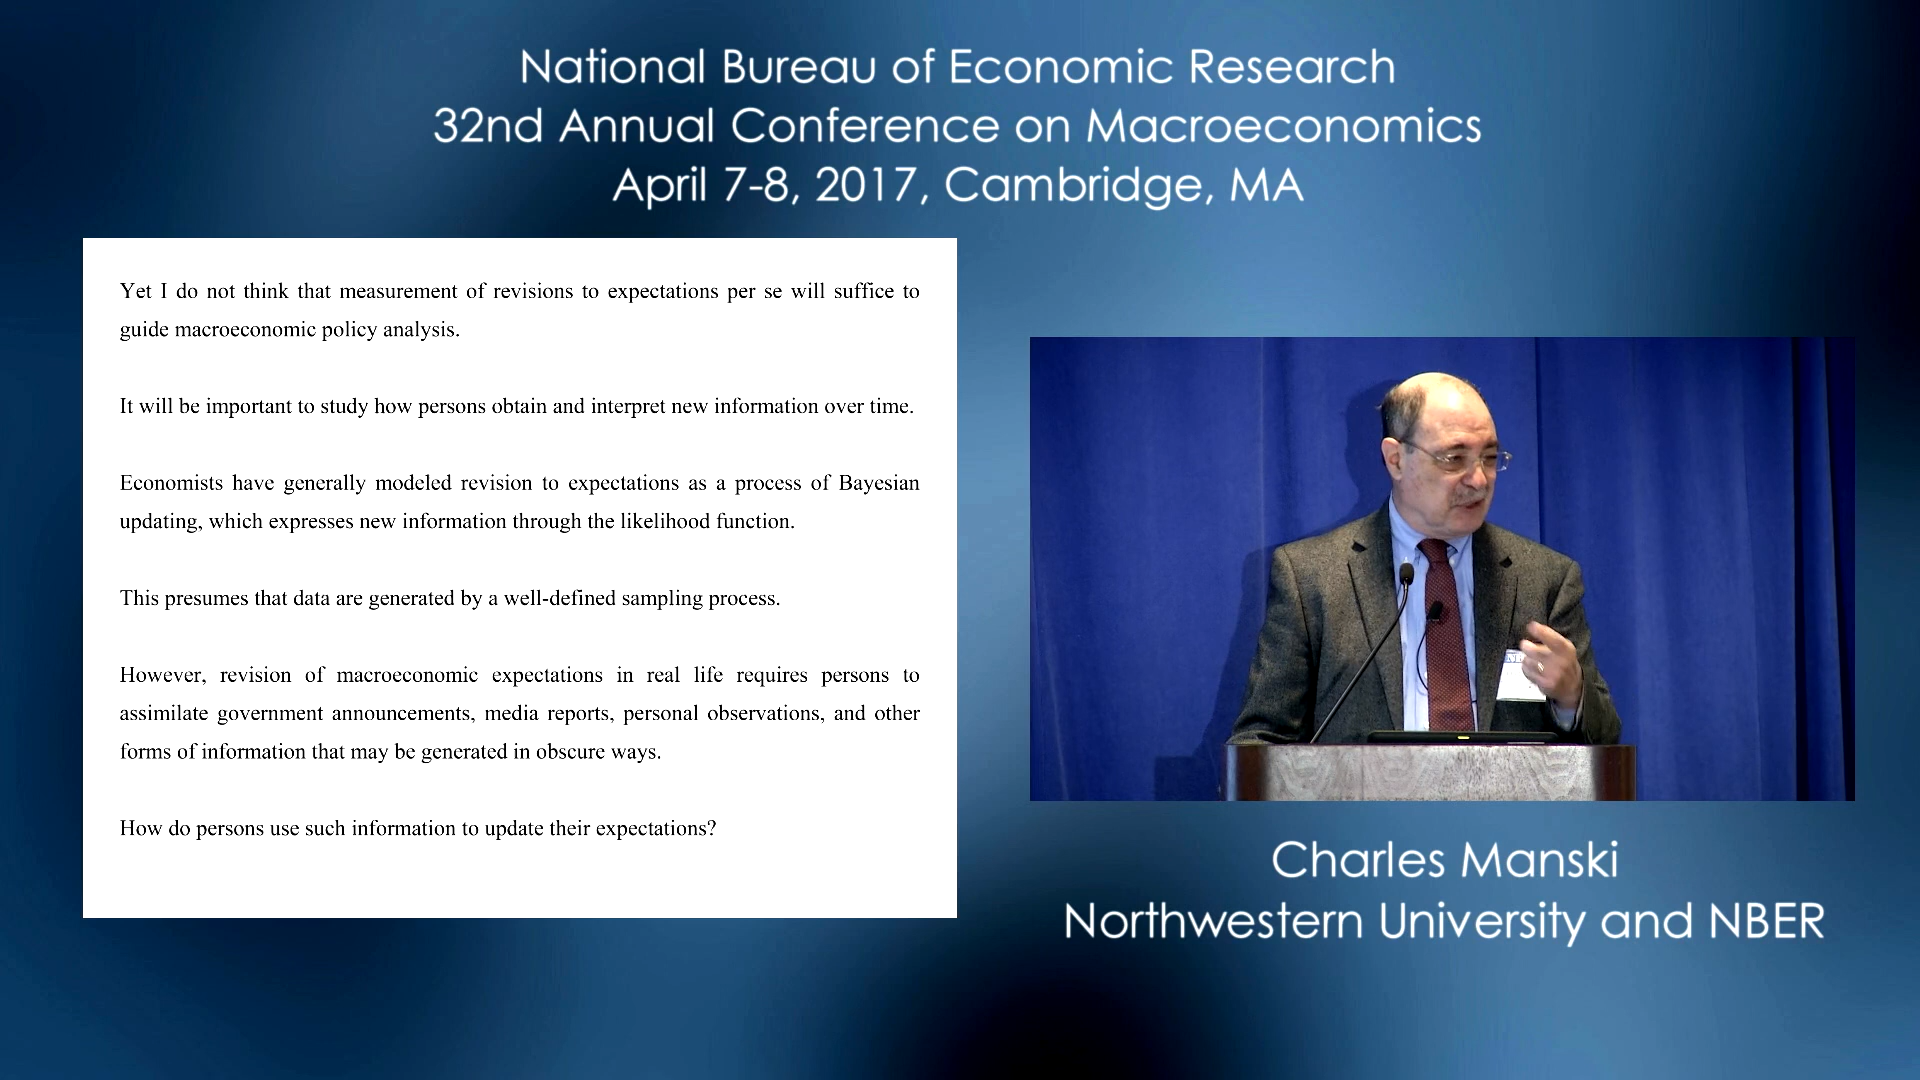 National Bureau of Economic Research
32nd Annual Conference on Macroeconomics
April 7-8, 2017, Cambridge, MA
Yet I do not think that measurement of revisions to expectations per se will suffice to
guide macroeconomic policy analysis.
It will be important to study how persons obtain and interpret new information over time.
Economists have generally modeled revision to expectations as a process of Bayesian
updating, which expresses new information through the likelihood function.
This presumes that data are generated by a well-defined sampling process.
However, revision of macroeconomic expectations in real life requires persons to
assimilate government announcements, media reports, personal observations, and other
forms of information that may be generated in obscure ways.
How do persons use such information to update their expectations?
Charles Manski
Northwestern University and NBER